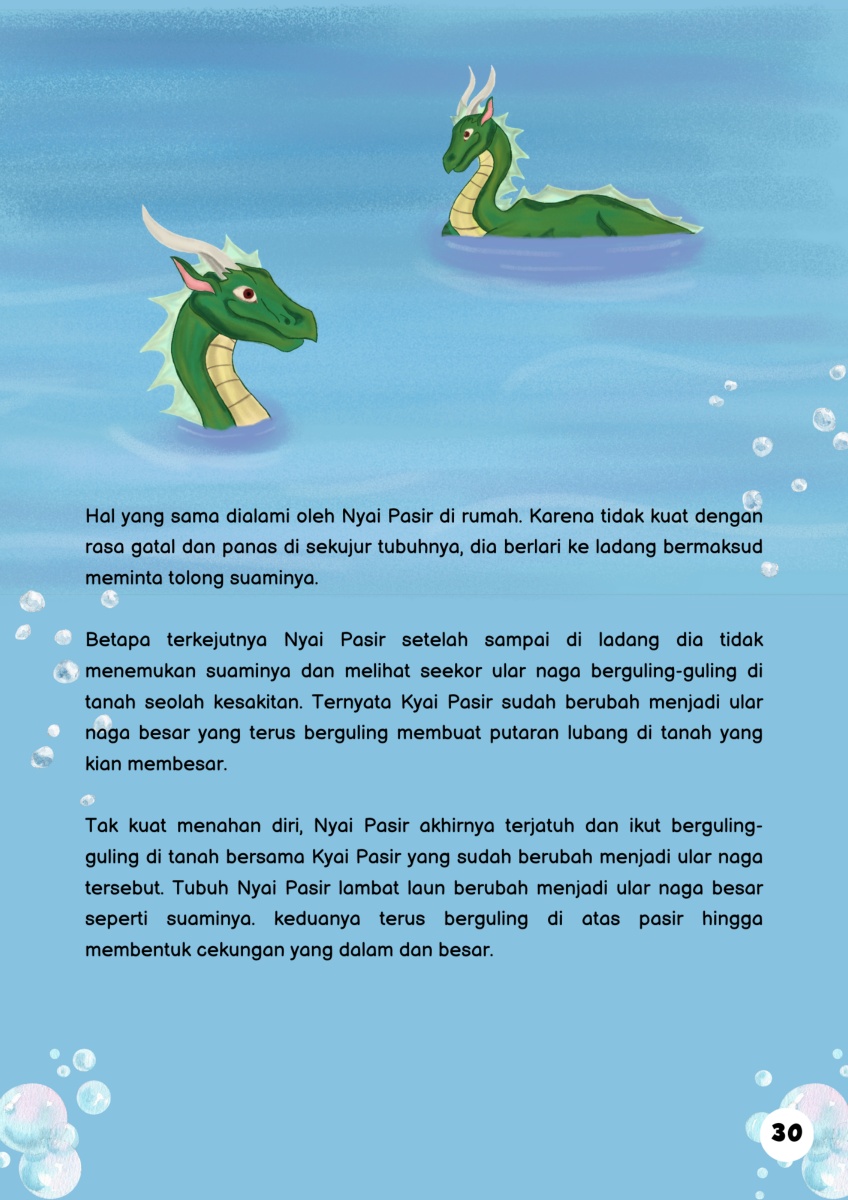 Hal yang sama dialami oleh Nyai Pasir di rumah. Karena tidak kuat dengan
rasa gatal dan panas di sekujur tubuhnya, dia berlari ke ladang bermaksud
meminta tolong suaminya.
Betapa terkejutnya Nyai Pasir setelah sampai di ladang dia tidak
menemukan suaminya dan melihat seekor ular naga berguling-guling di
tanah seolah kesakitan. Ternyata Kyai Pasir sudah berubah menjadi ular
naga besar yang terus berguling membuat putaran lubang di tanah yang
kian membesar.
Tak kuat menahan diri, Nyai Pasir akhirnya terjatuh dan ikut berguling-
guling di tanah bersama Kyai Pasir yang sudah berubah menjadi ular naga
tersebut. Tubuh Nyai Pasir lambat laun berubah menjadi ular naga besar
seperti suaminya. keduanya terus berguling di atas pasir hingga
membentuk cekungan yang dalam dan besar.
30